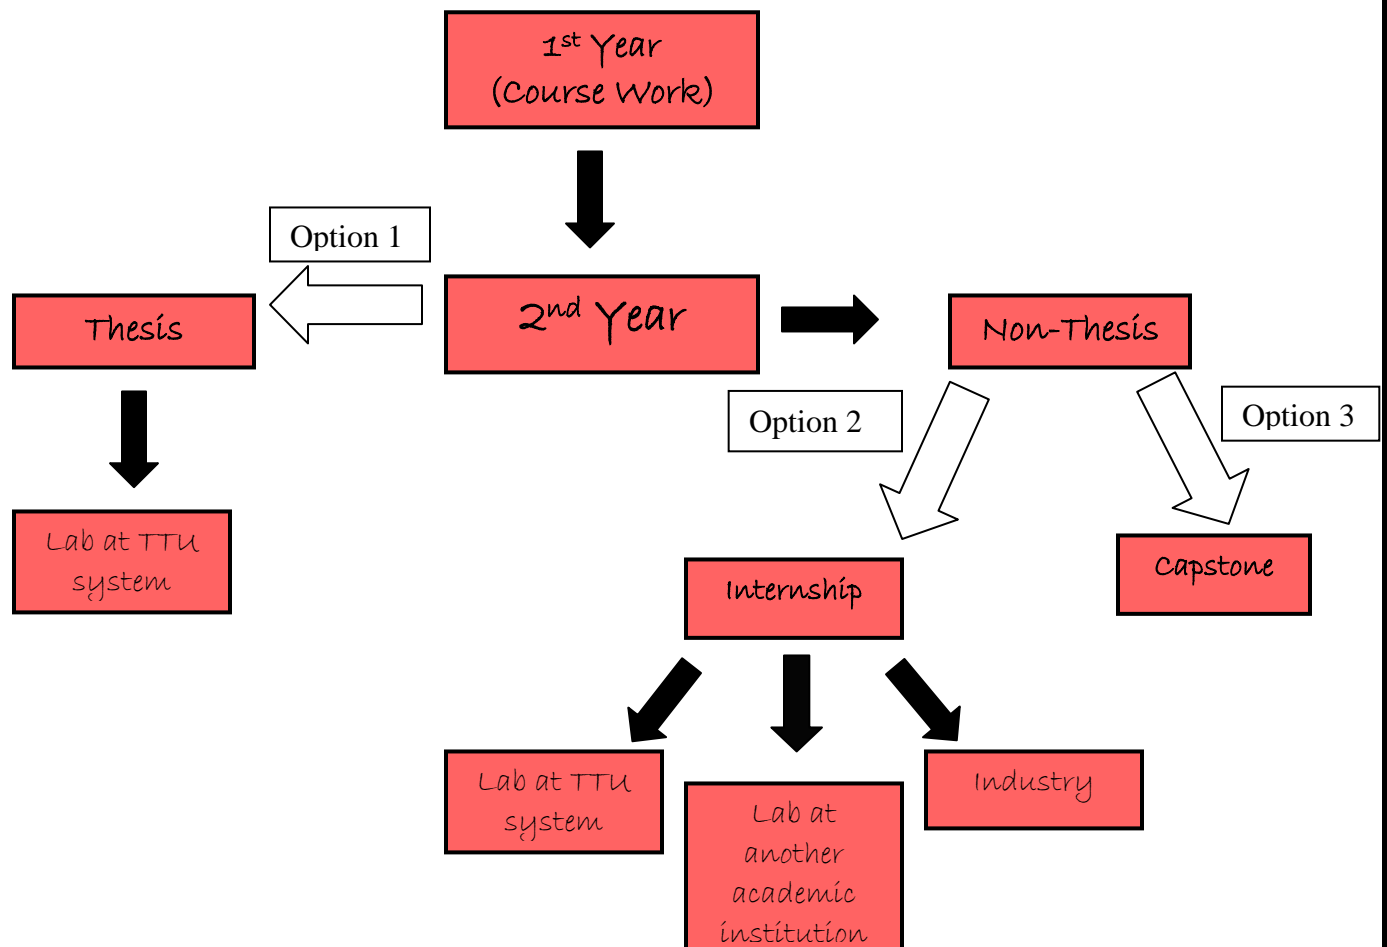 1st Year
(Course Work)
Option 1
2nd Year
Thesis
Non-Thesis
Option 2
Option 3
Lab at TTU
system
Internship
Capstone
Lab at TTU
system
Lab at
another
academic
institution
Industry